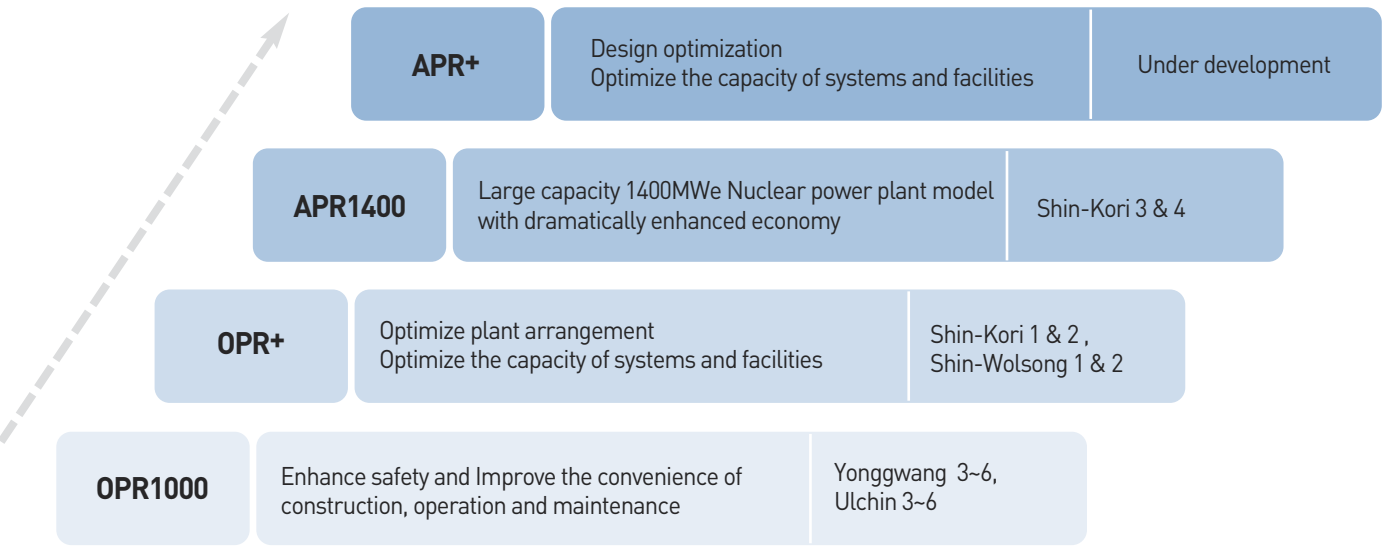 APR+
Design optimization
Optimize the capacity of systems and facilities
Under development
APR1400
Large capacity 1400MWe Nuclear power plant model
with dramatically enhanced economy
Shin-Kori 3 & 4
OPR+
Optimize plant arrangement
Optimize the capacity of systems and facilities
Shin-Kori 1 & 2 ,
Shin-Wolsong 1 & 2
OPR1000
Enhance safety and Improve the convenience of
construction, operation and maintenance
Yonggwang 3~6,
Ulchin 3~6